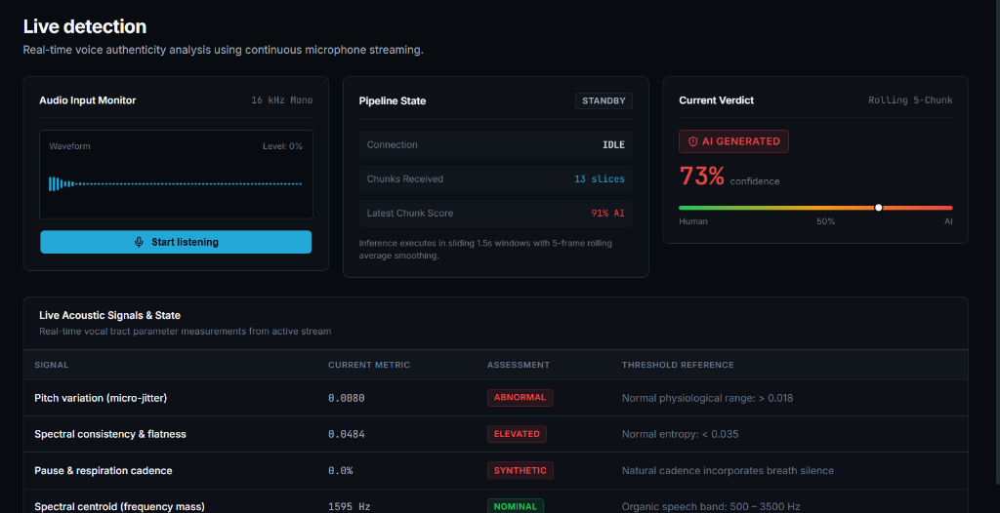 Live detection
Real-time voice authenticity analysis using continuous microphone streaming.
Audio Input Monitor
16 kHz Mono
Waveform
Level: 0%
Start listening
Pipeline State
STANDBY
Connection
IDLE
Chunks Received
13 slices
Latest Chunk Score
91% AI
Inference executes in sliding 1.5s windows with 5-frame rolling
average smoothing.
Current Verdict
Rolling 5-Chunk
AI GENERATED
73% confidence
Human
50%
AI
Live Acoustic Signals & State
Real-time vocal tract parameter measurements from active stream
SIGNAL CURRENT METRIC ASSESSMENT THRESHOLD REFERENCE
Pitch variation (micro-jitter) 0.0080 ABNORMAL Normal physiological range: > 0.018
Spectral consistency & flatness 0.0484 ELEVATED Normal entropy: < 0.035
Pause & respiration cadence 0.0% SYNTHETIC Natural cadence incorporates breath silence
Spectral centroid (frequency mass) 1595 Hz NOMINAL Organic speech band: 500 – 3500 Hz